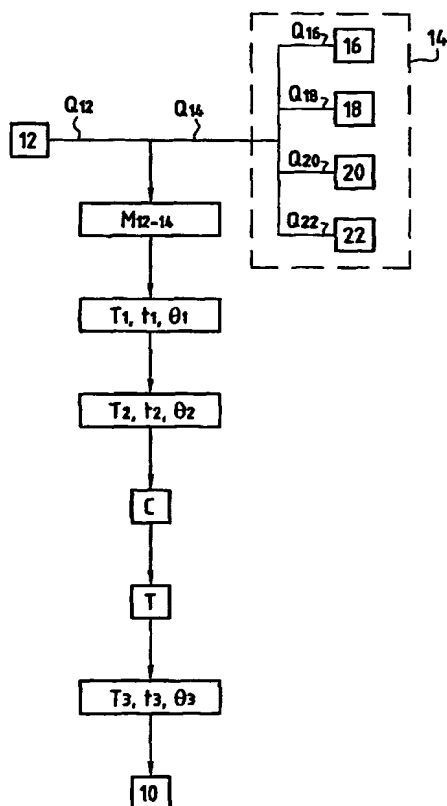 Q16 16 14
Q12 Q14 Q18 18
12 Q20 20
Q22 22
M12-14
T1, t1, θ1
T2, t2, θ2
C
T
T3, t3, θ3
10